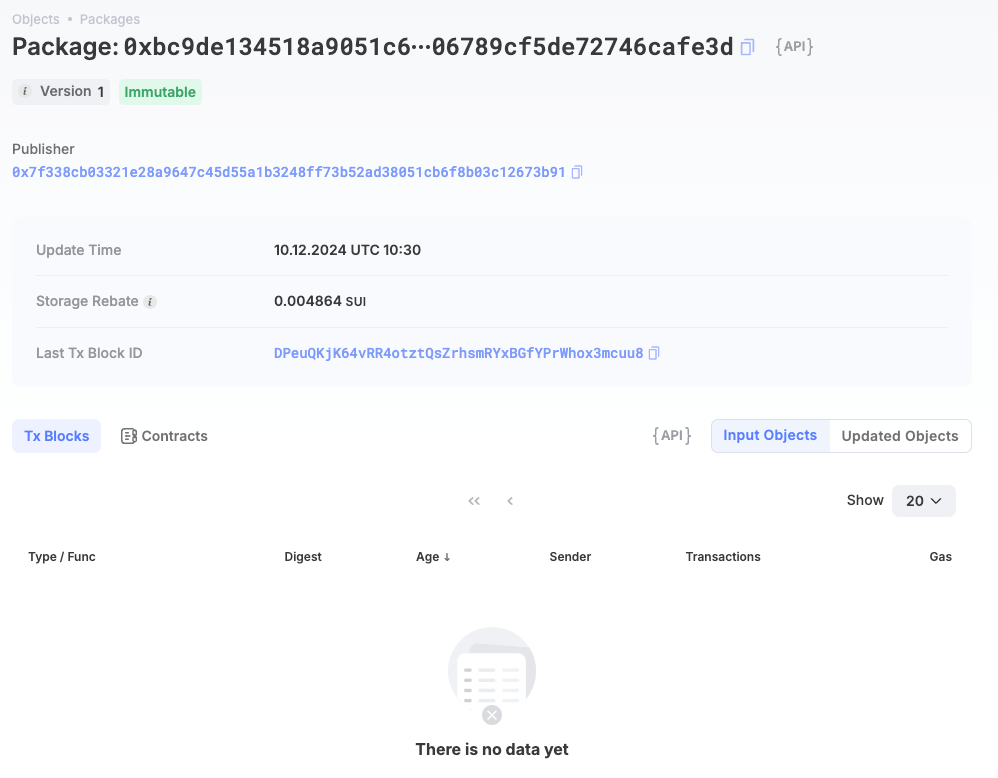 Objects • Packages
Package: 0xbc9de134518a9051c6···06789cf5de72746cafe3d {API}
i Version 1 Immutable
Publisher
0x7f338cb03321e28a9647c45d55a1b3248ff73b52ad38051cb6f8b03c12673b91
Update Time 10.12.2024 UTC 10:30
Storage Rebate i 0.004864 SUI
Last Tx Block ID DPeuQKjK64vRR4otztQsZrhsmRYxBGfYPrWhox3mcuu8
Tx Blocks Contracts {API} Input Objects Updated Objects
Show 20
Type / Func Digest Age ↓ Sender Transactions Gas
There is no data yet